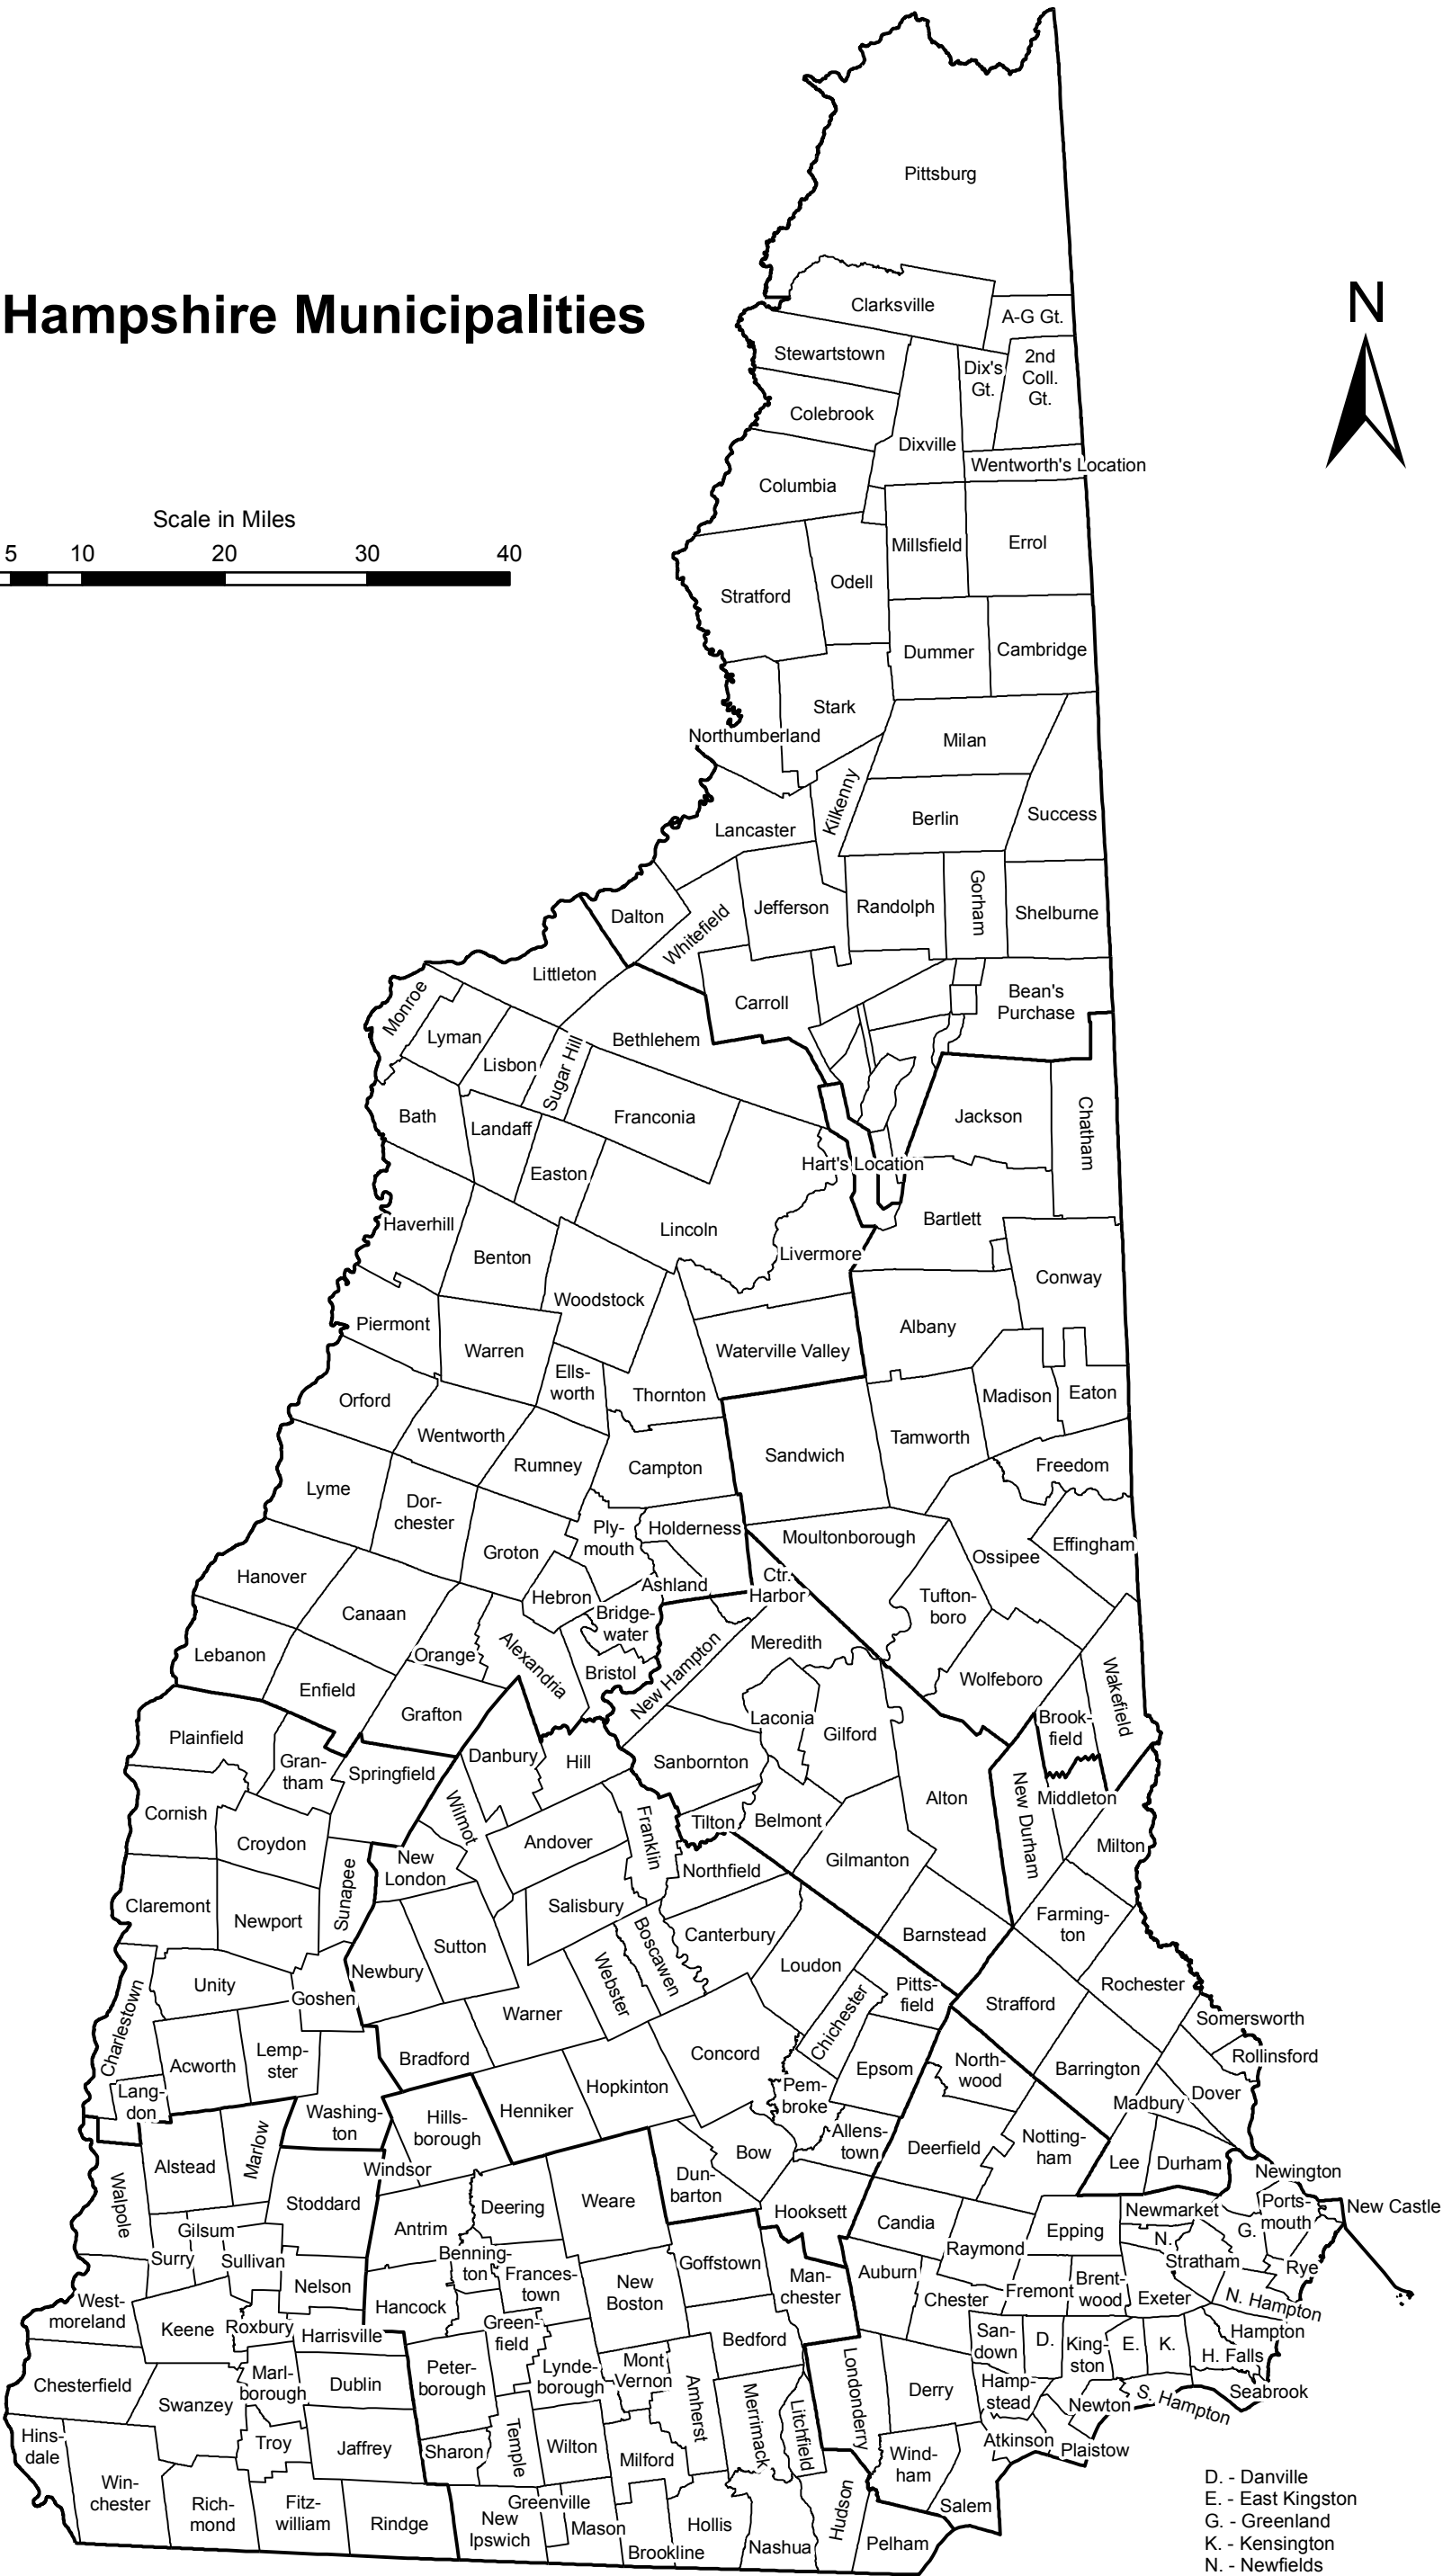 Pittsburg
N
Hampshire Municipalities
Clarksville
A-G Gt.
Stewartstown
Dix's
Gt.
2nd
Coll.
Gt.
Colebrook
Dixville
Wentworth's Location
Columbia
Scale in Miles
5 10 20 30 40
Millsfield
Errol
Odell
Stratford
Dummer
Cambridge
Stark
Northumberland
Milan
Kilkenny
Success
Berlin
Lancaster
Gorham
Jefferson
Randolph
Shelburne
Dalton
Whitefield
Littleton
Bean's
Purchase
Carroll
Monroe
Lyman
Bethlehem
Lisbon
Sugar Hill
Bath
Franconia
Jackson
Chatham
Landaff
Hart's Location
Easton
Haverhill
Bartlett
Lincoln
Livermore
Benton
Conway
Woodstock
Piermont
Albany
Warren
Waterville Valley
Ells-
worth
Thornton
Madison
Eaton
Orford
Wentworth
Tamworth
Sandwich
Rumney
Campton
Freedom
Lyme
Dor-
chester
Ply-
mouth
Holderness
Moultonborough
Effingham
Groton
Ossipee
Hanover
Ashland
Ctr.
Harbor
Hebron
Tufton-
boro
Canaan
Bridge-
water
Meredith
Lebanon
Orange
Alexandria
Bristol
New Hampton
Wolfeboro
Wakefield
Enfield
Grafton
Laconia
Brook-
field
Plainfield
Gilford
Danbury
Hill
Sanbornton
Gran-
tham
Springfield
Cornish
Wilmot
Alton
New Durham
Middleton
Croydon
Andover
Franklin
Tilton
Belmont
Milton
New
London
Gilmanton
Northfield
Sunapee
Claremont
Newport
Salisbury
Farming-
ton
Canterbury
Barnstead
Sutton
Boscawen
Loudon
Newbury
Webster
Unity
Pitts-
field
Rochester
Goshen
Strafford
Charlestown
Warner
Chichester
Somersworth
Concord
Rollinsford
Acworth
Lemp-
ster
Bradford
Epsom
North-
wood
Barrington
Hopkinton
Pem-
broke
Dover
Madbury
Lang-
don
Henniker
Washing-
ton
Hills-
borough
Allens-
town
Deerfield
Notting-
ham
Bow
Marlow
Alstead
Lee
Durham
Windsor
Newington
Walpole
Dun-
barton
Stoddard
Deering
Weare
Hooksett
Newmarket
Ports-
mouth
New Castle
Candia
Gilsum
Antrim
Epping
G.
N.
Raymond
Surry
Sullivan
Benning-
ton
Goffstown
Stratham
Rye
Auburn
Frances-
town
Man-
chester
Nelson
New
Boston
Brent-
wood
West-
moreland
Fremont
Chester
Exeter
N. Hampton
Hancock
Keene
Roxbury
Harrisville
Green-
field
Hampton
Bedford
San-
down
D.
King-
ston
E.
K.
H. Falls
Chesterfield
Marl-
borough
Dublin
Peter-
borough
Lynde-
borough
Mont
Vernon
Derry
Hamp-
stead
Seabrook
Swanzey
Amherst
Merrimack
Litchfield
Londonderry
Newton
S. Hampton
Hins-
dale
Troy
Jaffrey
Sharon
Temple
Wilton
Milford
Atkinson
Plaistow
Wind-
ham
Win-
chester
Rich-
mond
Fitz-
william
Rindge
New
Ipswich
Greenville
Mason
Brookline
Hollis
Nashua
Hudson
Pelham
Salem
D. - Danville
E. - East Kingston
G. - Greenland
K. - Kensington
N. - Newfields